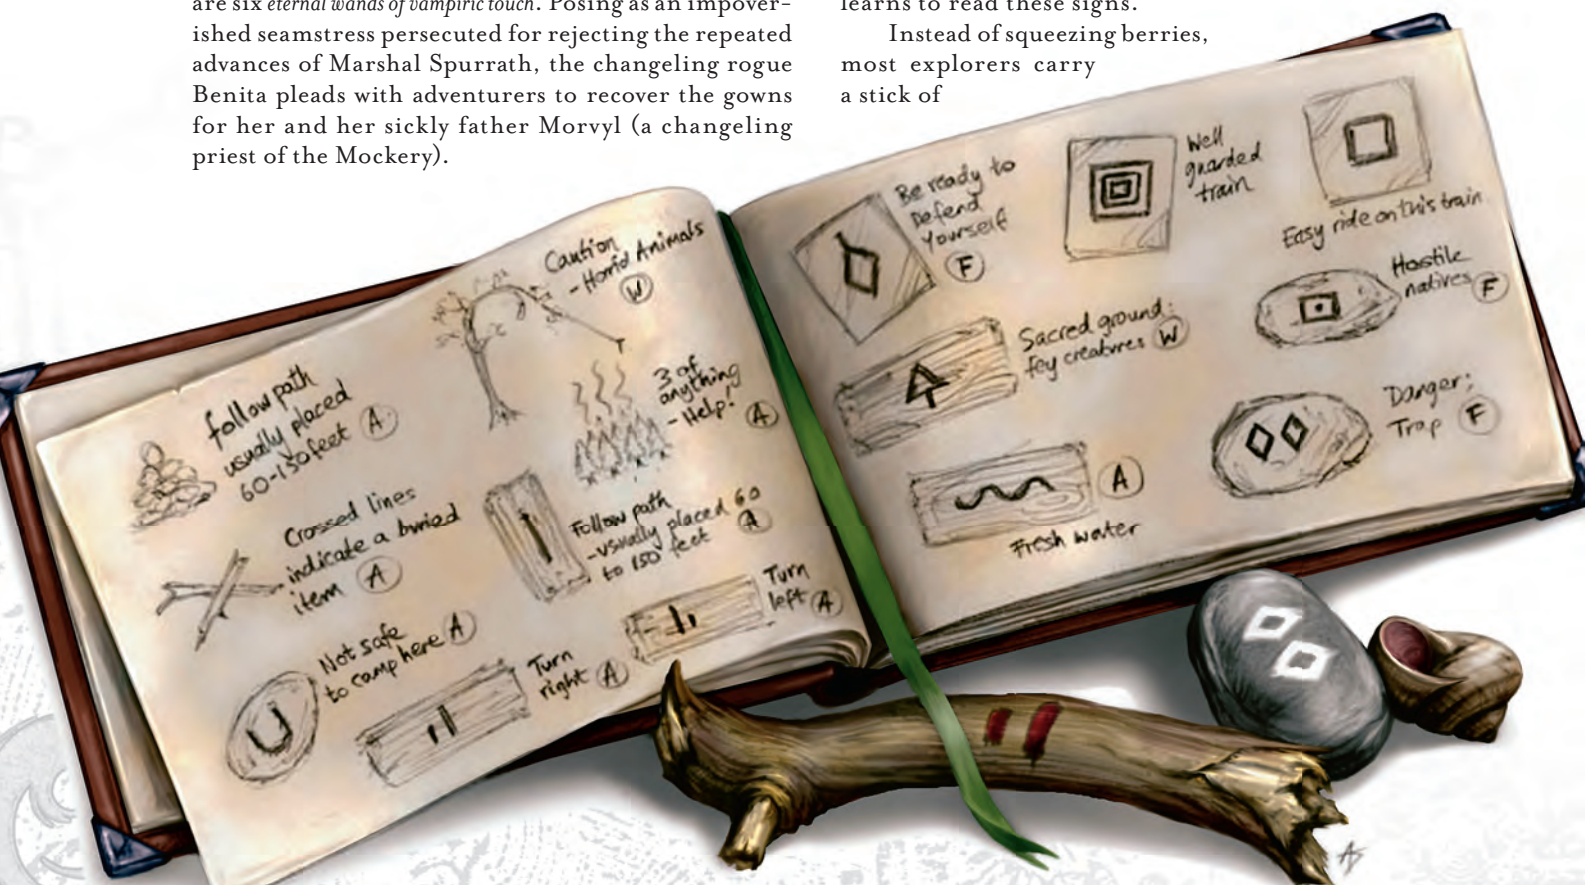 are six eternal wands of vampiric touch. Posing as an impover-
ished seamstress persecuted for rejecting the repeated
advances of Marshal Spurrath, the changeling rogue
Benita pleads with adventurers to recover the gowns
for her and her sickly father Morvyl (a changeling
priest of the Mockery).
learns to read these signs.
Instead of squeezing berries,
most explorers carry
a stick of
Caution
- Horrid Animals
W
follow path
usually placed
60-150 feet A
3 of
anything
- Help! A
Crossed lines
indicate a buried
item A
Follow path
- usually placed 60
to 150 feet A
Not safe
to camp here A
Turn
right A
Turn
left A
Be ready to
Defend
Yourself
F
Well
guarded
train
Easy ride on this train
Sacred ground:
fey creatures W
Hostile
natives F
Danger;
Trap F
A
Fresh water
AS